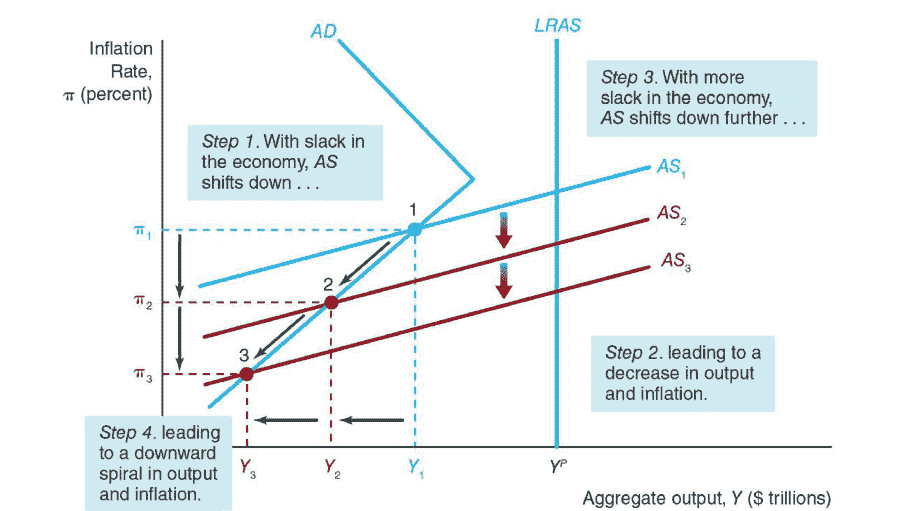 Inflation
Rate,
π (percent)
AD
LRAS
Step 3. With more
slack in the economy,
AS shifts down further . . .
Step 1. With slack in
the economy, AS
shifts down . . .
AS₁
AS₂
AS₃
π₁
π₂
π₃
1
2
3
Step 2. leading to a
decrease in output
and inflation.
Step 4. leading
to a downward
spiral in output
and inflation.
Y₃
Y₂
Y₁
Yᴾ
Aggregate output, Y ($ trillions)